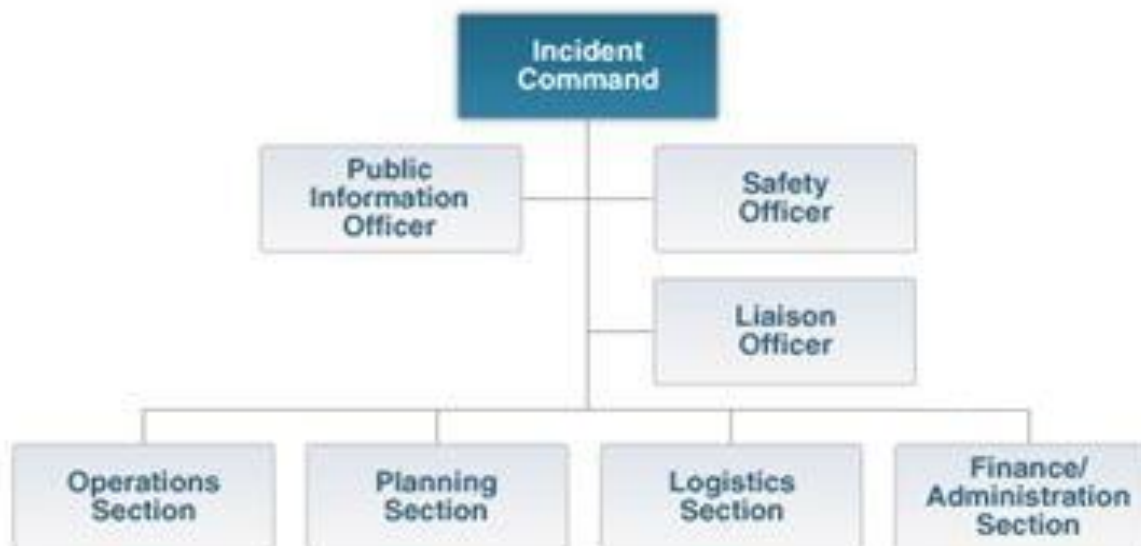 Incident
Command
Public
Information
Officer
Safety
Officer
Liaison
Officer
Operations
Section
Planning
Section
Logistics
Section
Finance/
Administration
Section